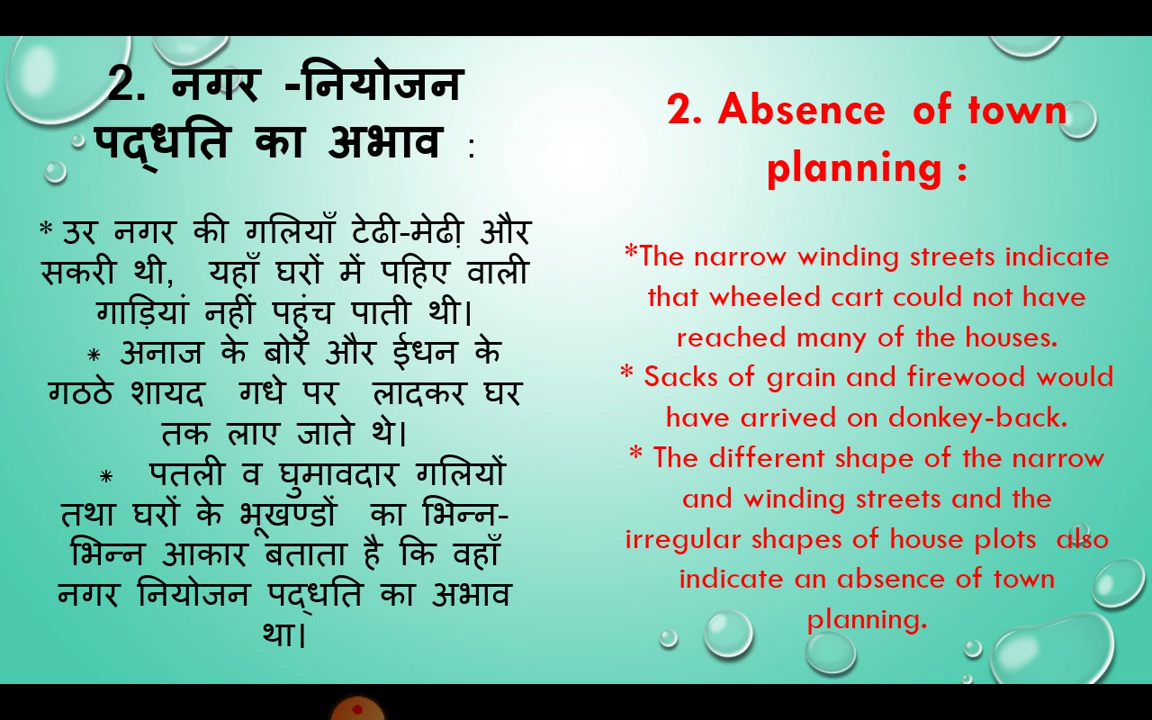 2. नगर -नियोजन
पद्धति का अभाव :
* उर नगर की गलियाँ टेढी-मेढी़ और
सकरी थी, यहाँ घरों में पहिए वाली
गाड़ियां नहीं पहुंच पाती थी।
* अनाज के बोरे और ईधन के
गठठे शायद गधे पर लादकर घर
तक लाए जाते थे।
* पतली व घुमावदार गलियों
तथा घरों के भूखण्डों का भिन्न-
भिन्न आकार बताता है कि वहाँ
नगर नियोजन पद्धति का अभाव
था।
2. Absence of town
planning :
*The narrow winding streets indicate
that wheeled cart could not have
reached many of the houses.
* Sacks of grain and firewood would
have arrived on donkey-back.
* The different shape of the narrow
and winding streets and the
irregular shapes of house plots also
indicate an absence of town
planning.